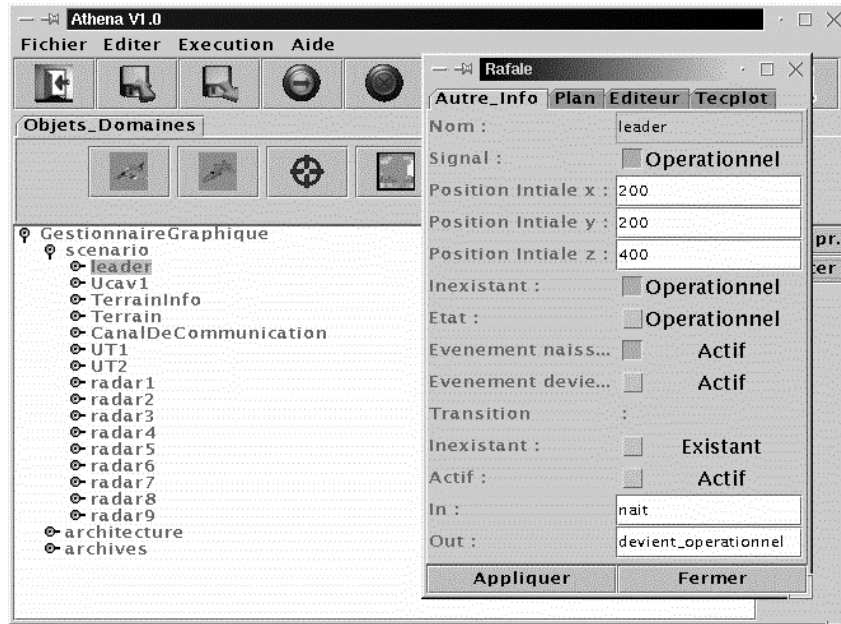 Athena V1.0
Fichier Editer Execution Aide
Objets_Domaines
GestionnaireGraphique
scenario
leader
Ucav1
TerrainInfo
Terrain
CanalDeCommunication
UT1
UT2
radar1
radar2
radar3
radar4
radar5
radar6
radar7
radar8
radar9
architecture
archives
Rafale
Autre_Info Plan Editeur Tecplot
Nom : leader
Signal : Operationnel
Position Intiale x : 200
Position Intiale y : 200
Position Intiale z : 400
Inexistant : Operationnel
Etat : Operationnel
Evenement naiss... Actif
Evenement devie... Actif
Transition :
Inexistant : Existant
Actif : Actif
In : nait
Out : devient_operationnel
Appliquer Fermer
pr.
ter